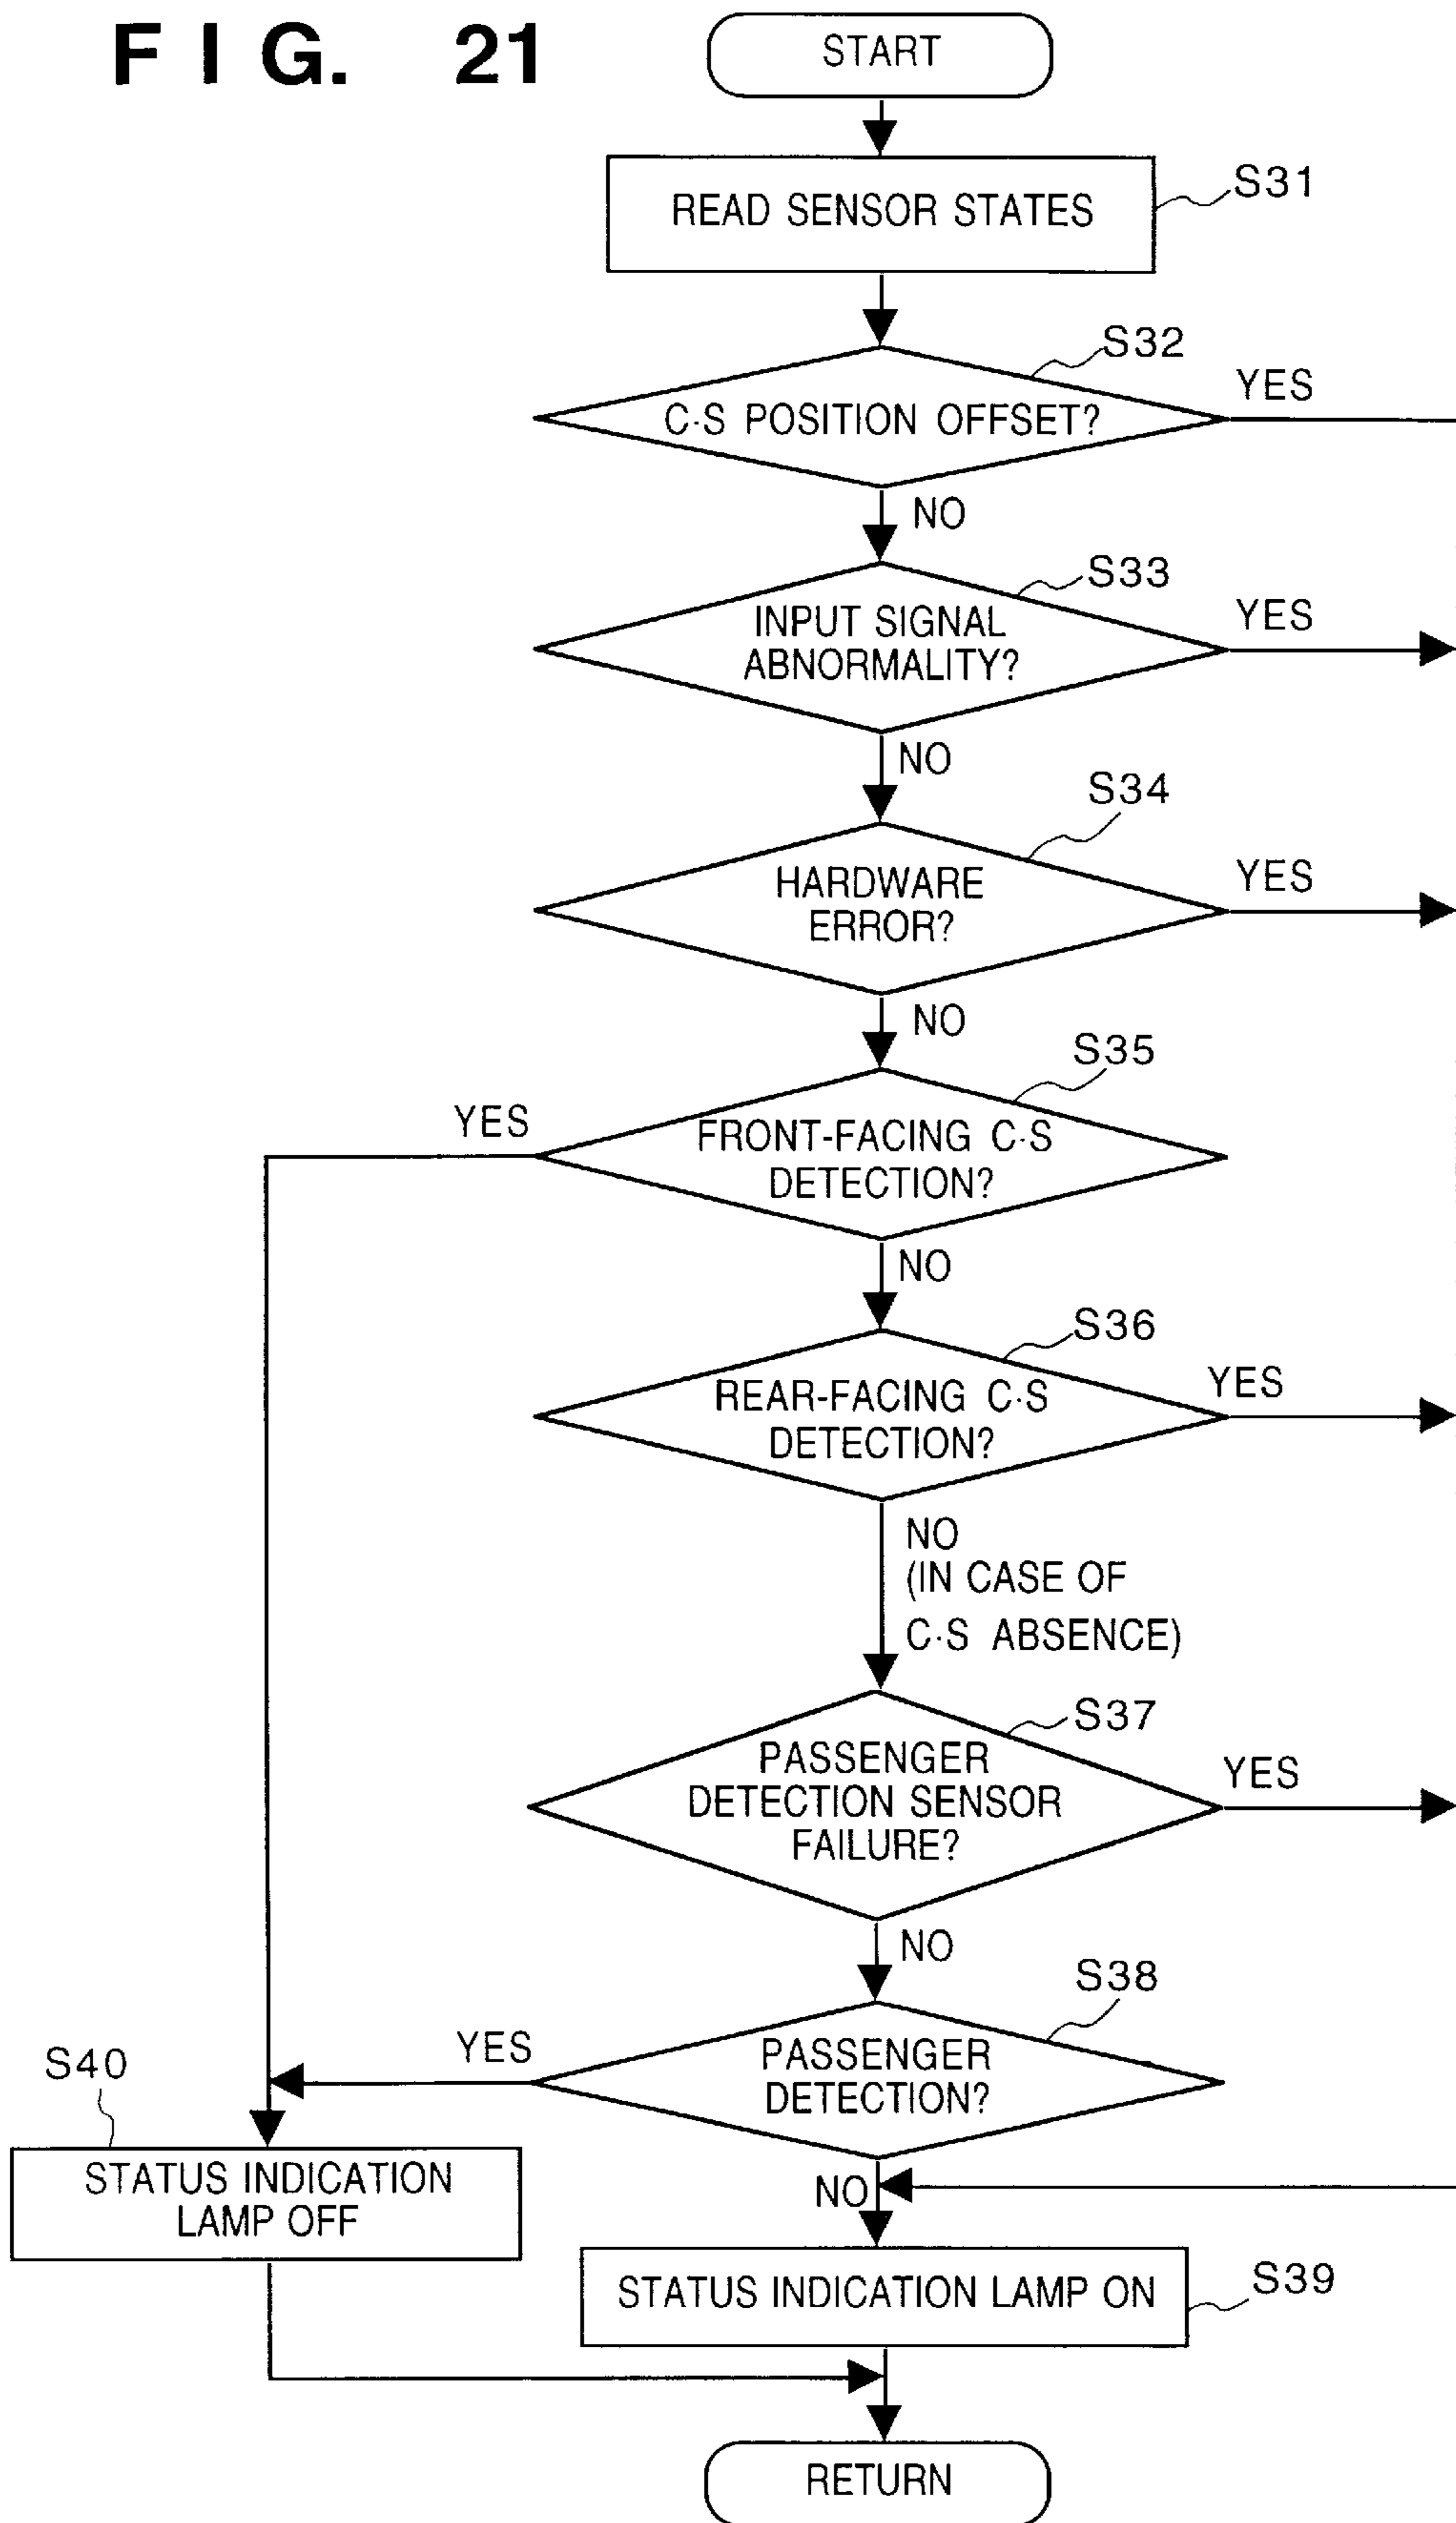 FIG. 21
START
READ SENSOR STATES
S31
S32
C·S POSITION OFFSET?
YES
NO
S33
INPUT SIGNAL
ABNORMALITY?
YES
NO
S34
HARDWARE
ERROR?
YES
NO
S35
YES
FRONT-FACING C·S
DETECTION?
NO
S36
REAR-FACING C·S
DETECTION?
YES
NO
(IN CASE OF
C·S ABSENCE)
S37
PASSENGER
DETECTION SENSOR
FAILURE?
YES
NO
S38
YES
PASSENGER
DETECTION?
S40
STATUS INDICATION
LAMP OFF
NO
STATUS INDICATION LAMP ON
S39
RETURN